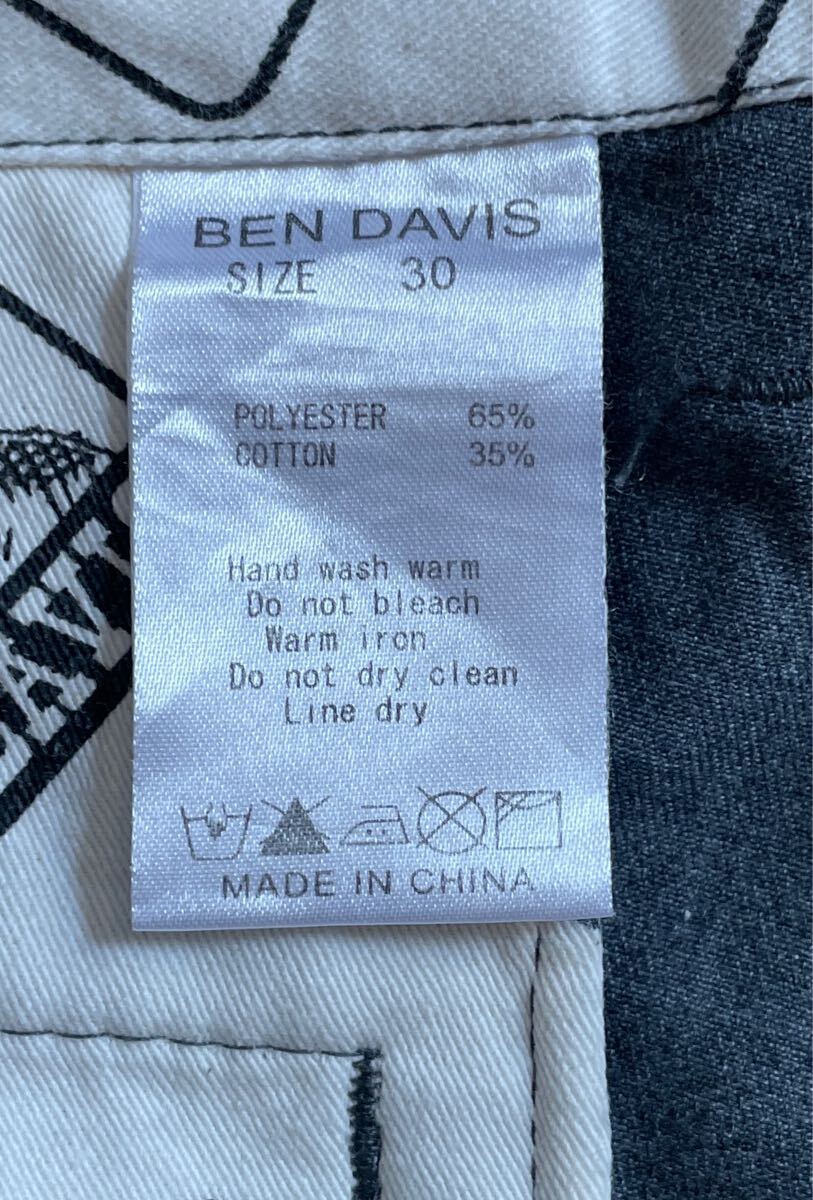 BEN DAVIS
SIZE 30
POLYESTER 65%
COTTON 35%
Hand wash warm
Do not bleach
Warm iron
Do not dry clean
Line dry
MADE IN CHINA